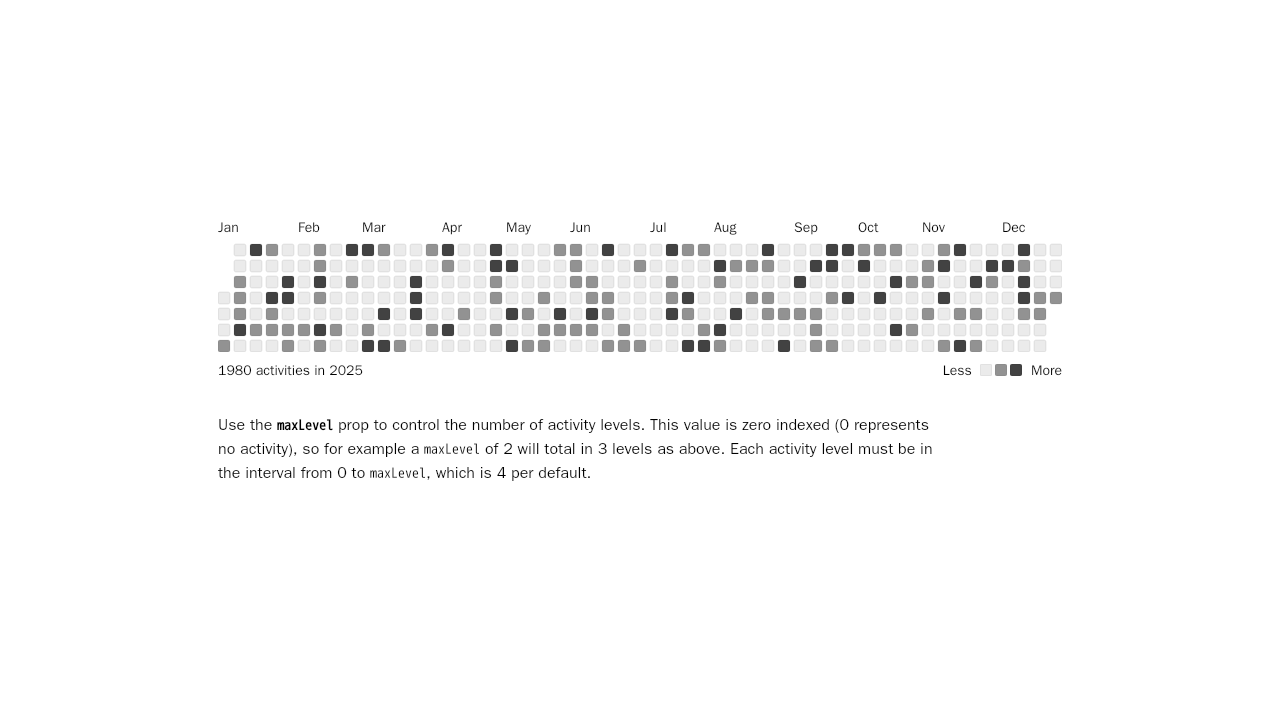 Jan Feb Mar Apr May Jun Jul Aug Sep Oct Nov Dec
1980 activities in 2025 Less More
Use the maxLevel prop to control the number of activity levels. This value is zero indexed (0 represents
no activity), so for example a maxLevel of 2 will total in 3 levels as above. Each activity level must be in
the interval from 0 to maxLevel, which is 4 per default.